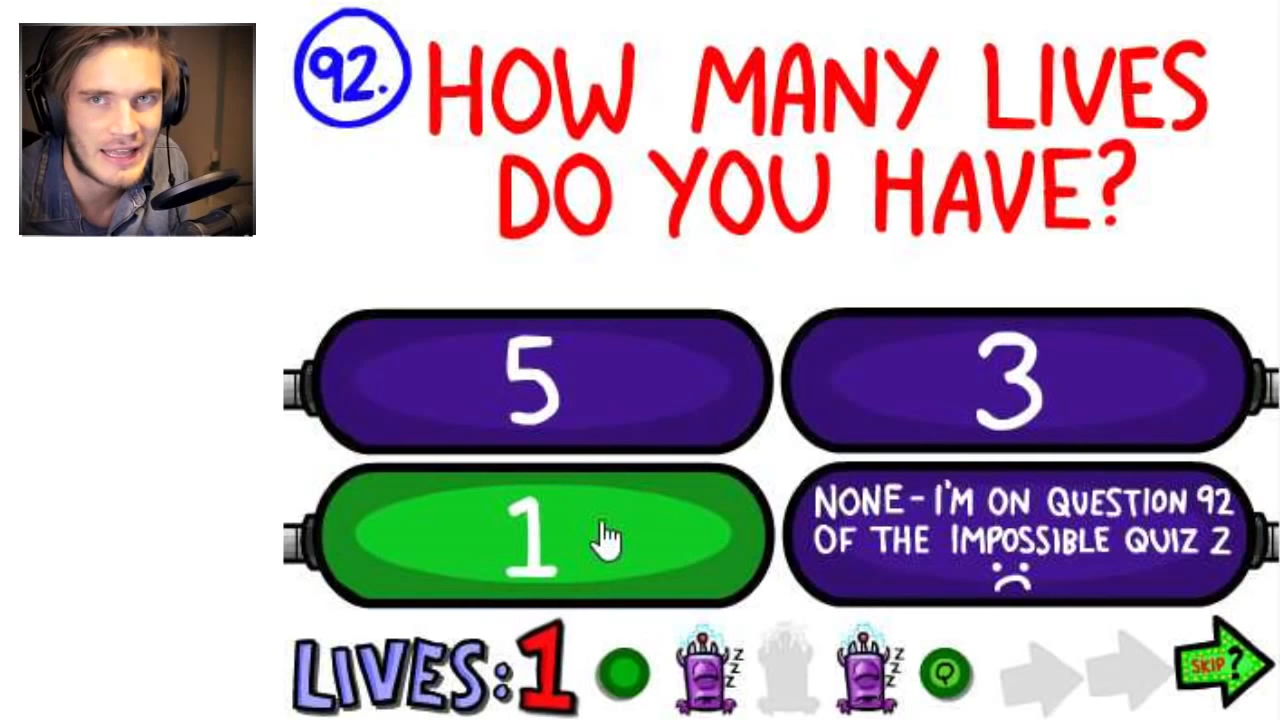 92.
HOW MANY LIVES
DO YOU HAVE?
5
3
1
NONE - I'M ON QUESTION 92
OF THE IMPOSSIBLE QUIZ 2
:(
LIVES: 1
Z
Z
Z
Z
Z
Z
Q
SKIP?